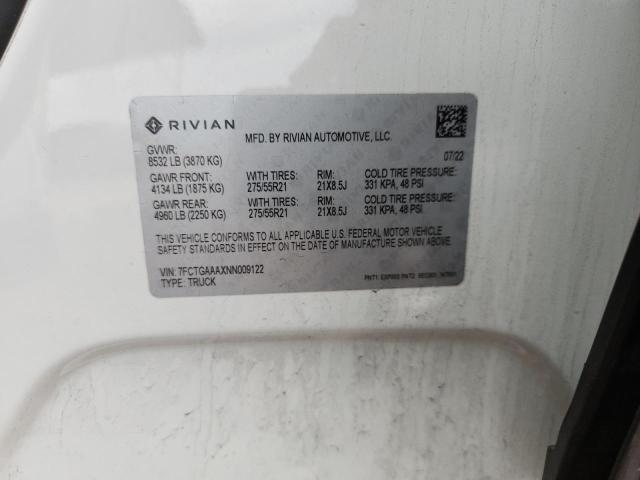 RIVIAN
MFD. BY RIVIAN AUTOMOTIVE, LLC.
GVWR:
8532 LB (3870 KG)
07/22
GAWR FRONT: WITH TIRES: RIM: COLD TIRE PRESSURE:
4134 LB (1875 KG) 275/55R21 21X8.5J 331 KPA, 48 PSI
GAWR REAR: WITH TIRES: RIM: COLD TIRE PRESSURE:
4960 LB (2250 KG) 275/55R21 21X8.5J 331 KPA, 48 PSI
THIS VEHICLE CONFORMS TO ALL APPLICABLE U.S. FEDERAL MOTOR VEHICLE
SAFETY STANDARDS IN EFFECT ON THE DATE OF MANUFACTURE SHOWN ABOVE.
VIN: 7FCTGAAAXNN009122
TYPE: TRUCK
PNT1: PNT2: